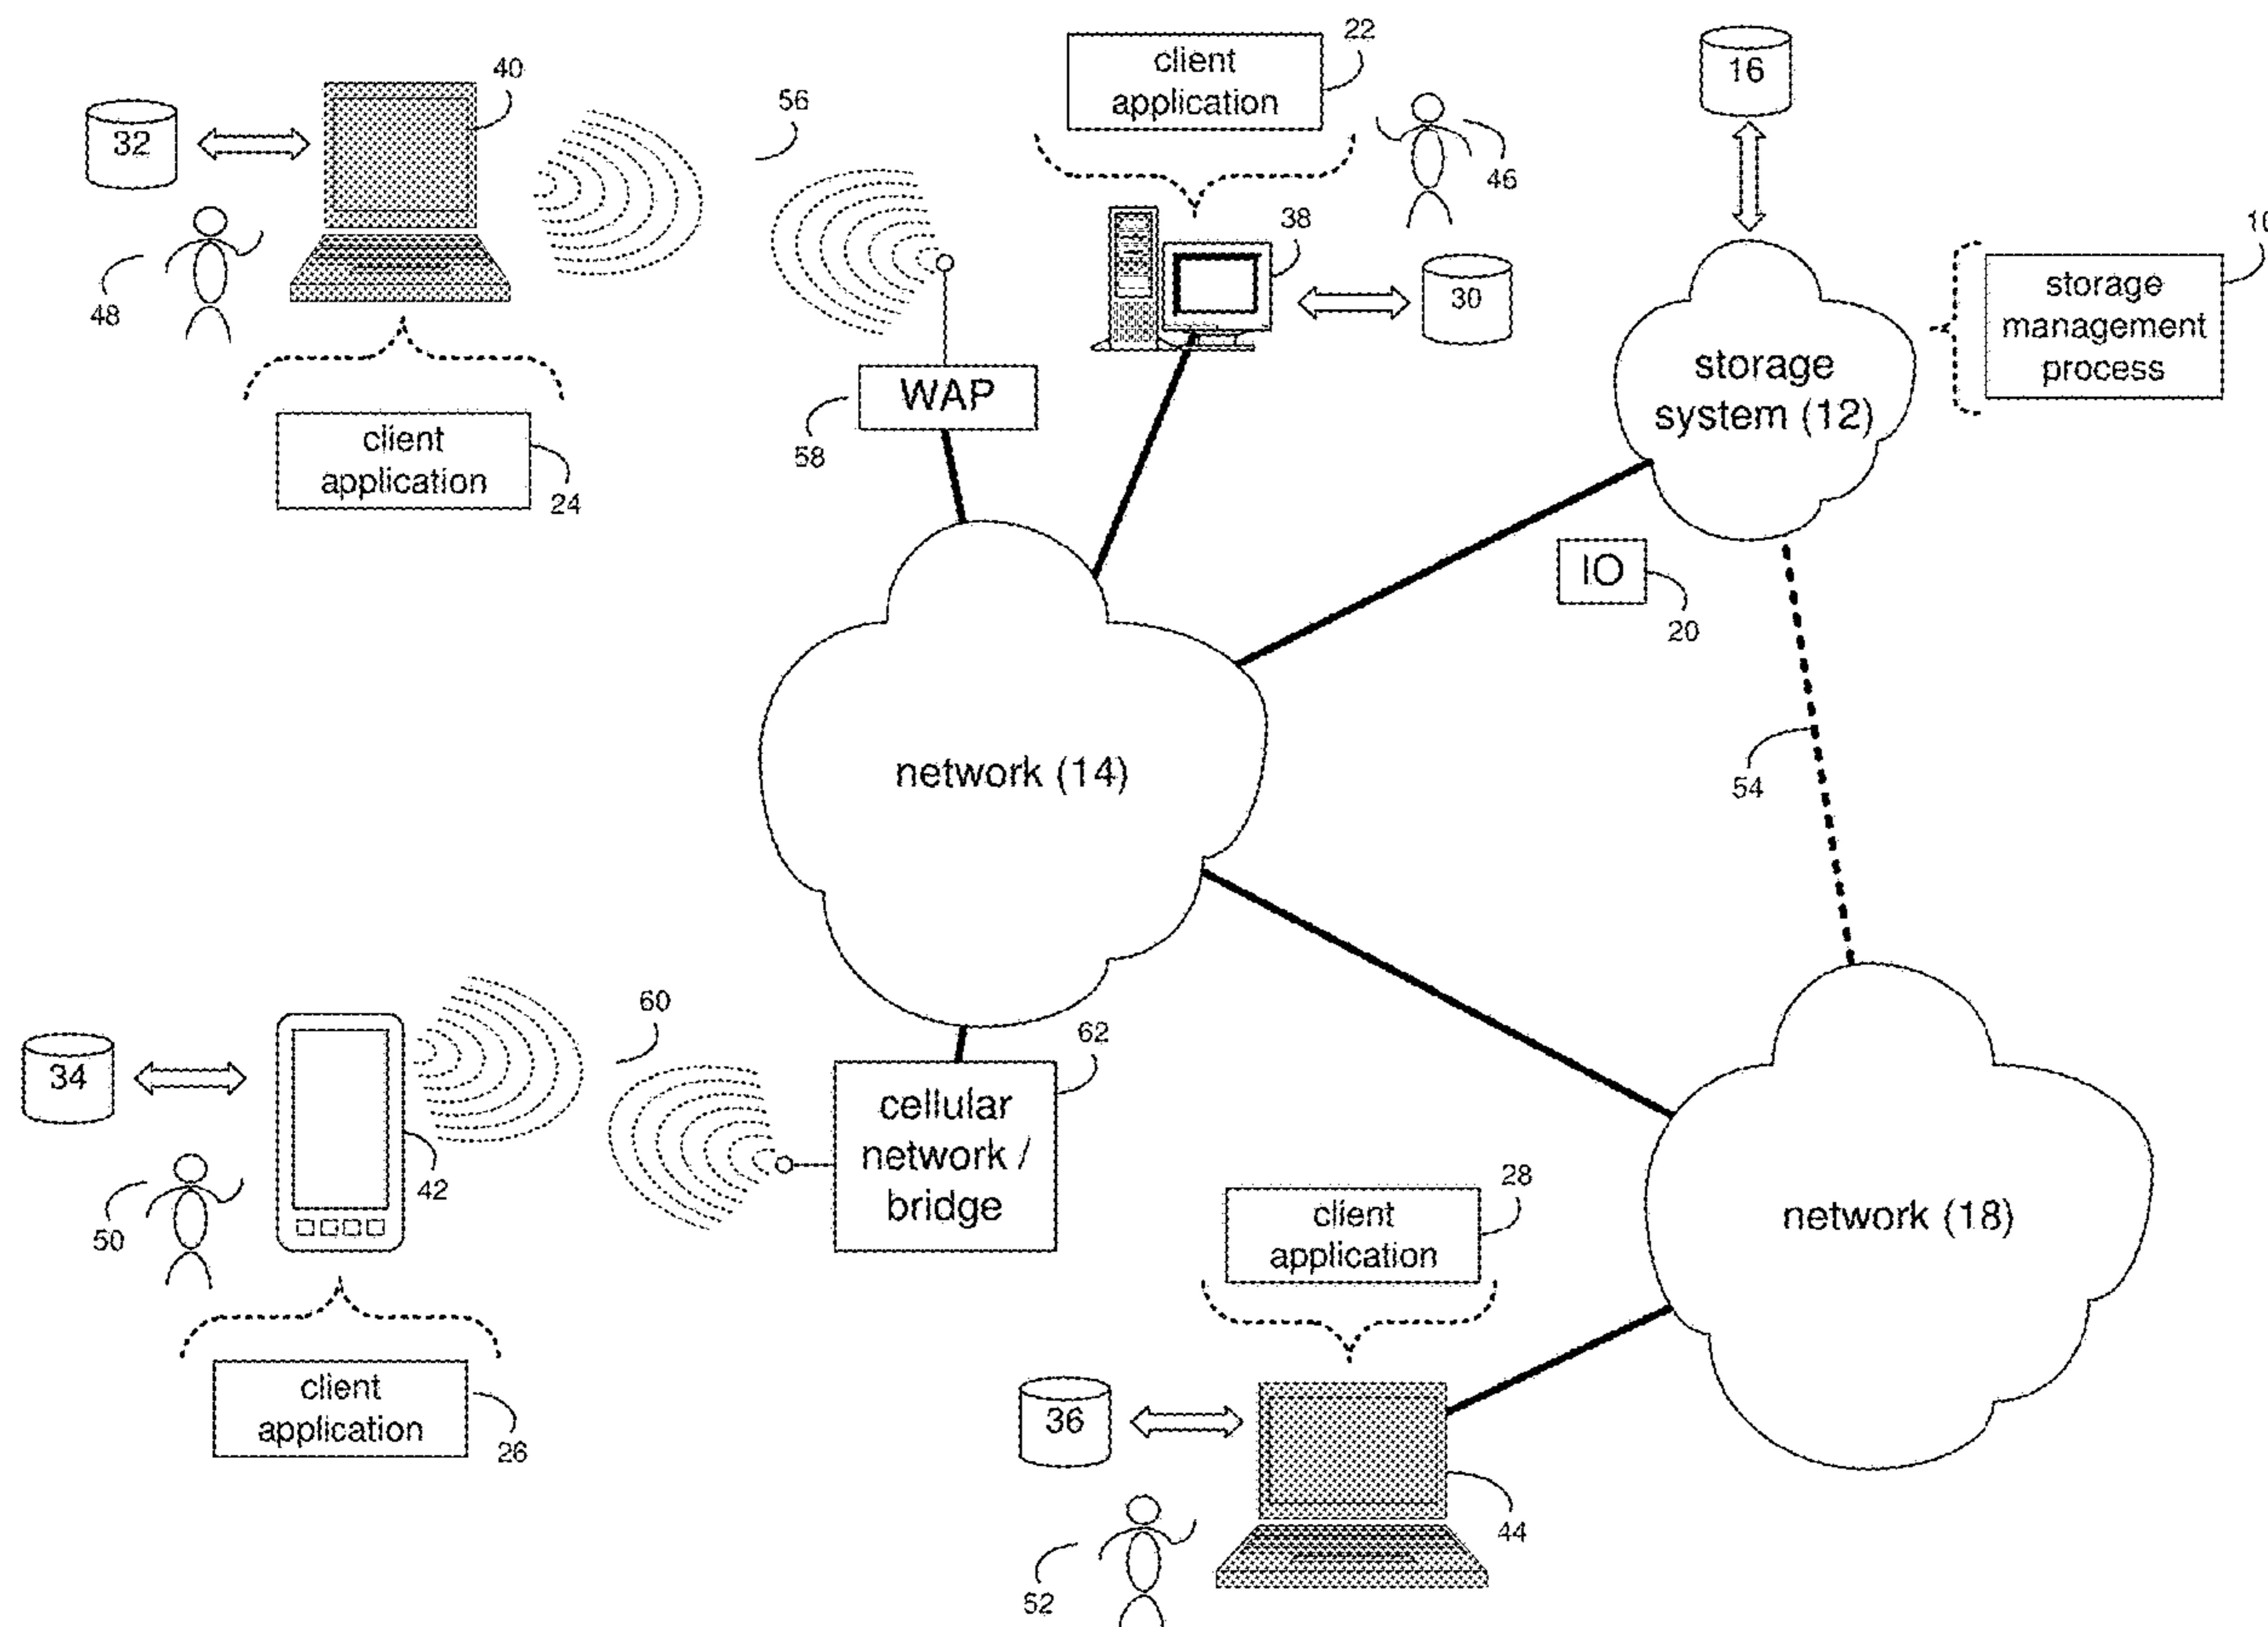 22
client
application
16
40
56
32
46
10
38
storage
management
process
48
30
storage
system (12)
WAP
58
client
application
24
IO
20
network (14)
54
60
62
34
cellular
network /
bridge
42
50
28
client
application
network (18)
client
application
26
36
44
52